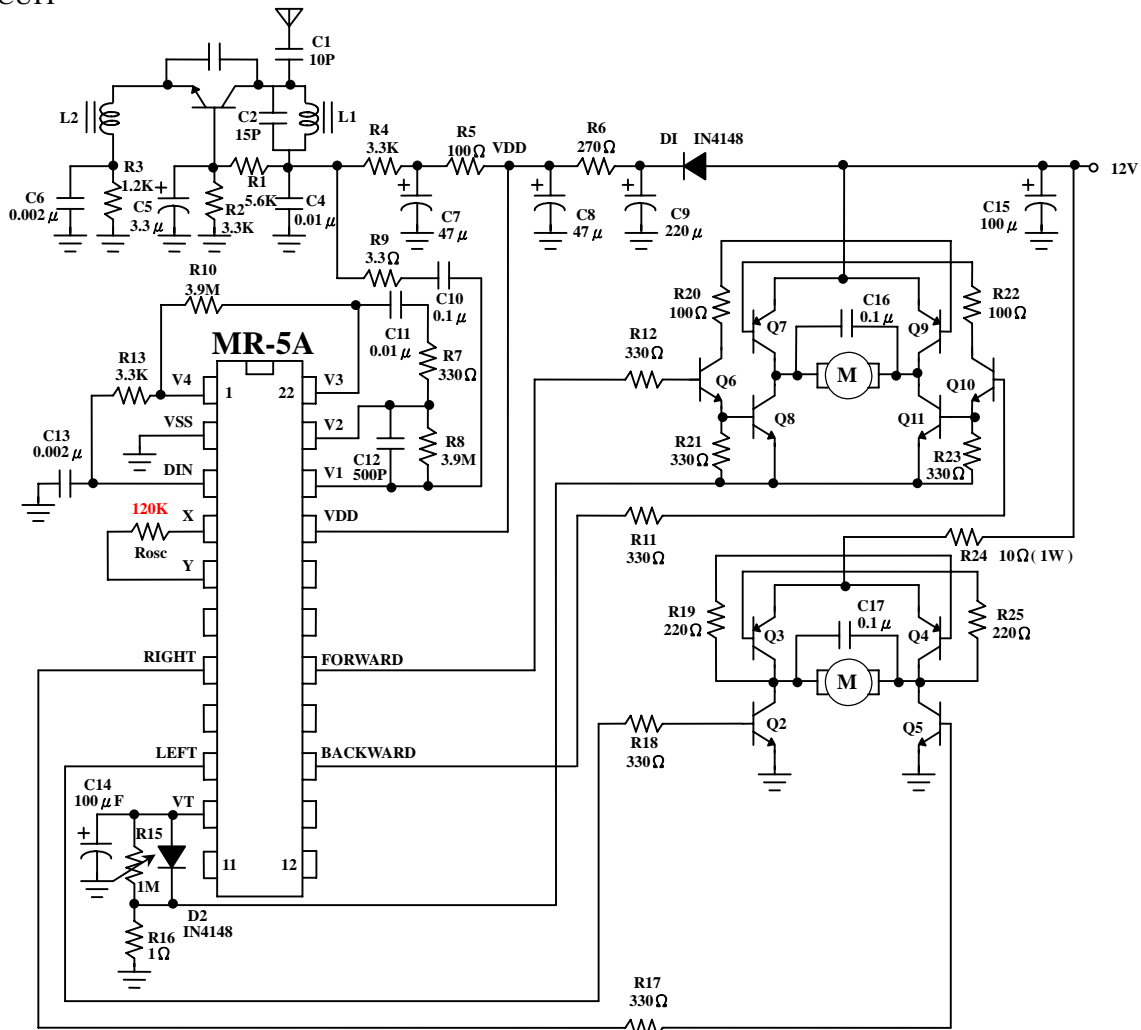 C1
10P
C2
15P
L2
L1
R4
3.3K
R5
100Ω
VDD
R6
270Ω
DI
IN4148
12V
R3
1.2K
C6
0.002μ
C5
3.3μ
R1
5.6K
R2
3.3K
C4
0.01μ
C7
47μ
C8
47μ
C9
220μ
C15
100μ
R9
3.3Ω
C10
0.1μ
R10
3.9M
C11
0.01μ
R7
330Ω
MR-5A
R13
3.3K
V4
1
22
V3
VSS
V2
C13
0.002μ
C12
500P
R8
3.9M
DIN
V1
120K
X
VDD
Rosc
Y
R20
100Ω
Q7
C16
0.1μ
Q9
R22
100Ω
R12
330Ω
Q6
M
Q10
Q8
Q11
R21
330Ω
R23
330Ω
R11
330Ω
R24
10Ω( 1W )
R19
220Ω
Q3
C17
0.1μ
Q4
R25
220Ω
RIGHT
FORWARD
M
Q2
Q5
R18
330Ω
LEFT
BACKWARD
C14
100μF
VT
R15
1M
11
12
D2
IN4148
R16
1Ω
R17
330Ω